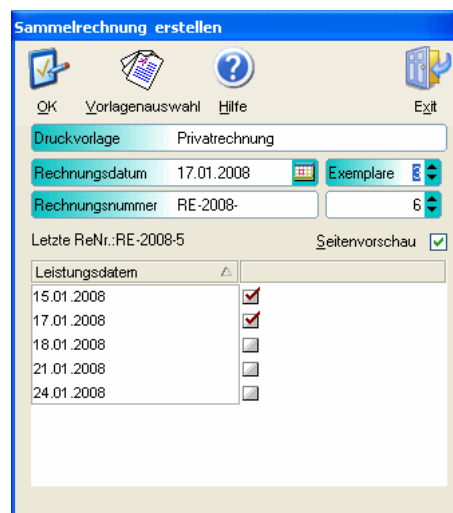 Sammelrechnung erstellen
OK Vorlagenauswahl Hilfe Exit
Druckvorlage Privatrechnung
Rechnungsdatum 17.01.2008 Exemplare 3
Rechnungsnummer RE-2008- 6
Letzte ReNr.:RE-2008-5 Seitenvorschau
Leistungsdatem
15.01.2008
17.01.2008
18.01.2008
21.01.2008
24.01.2008